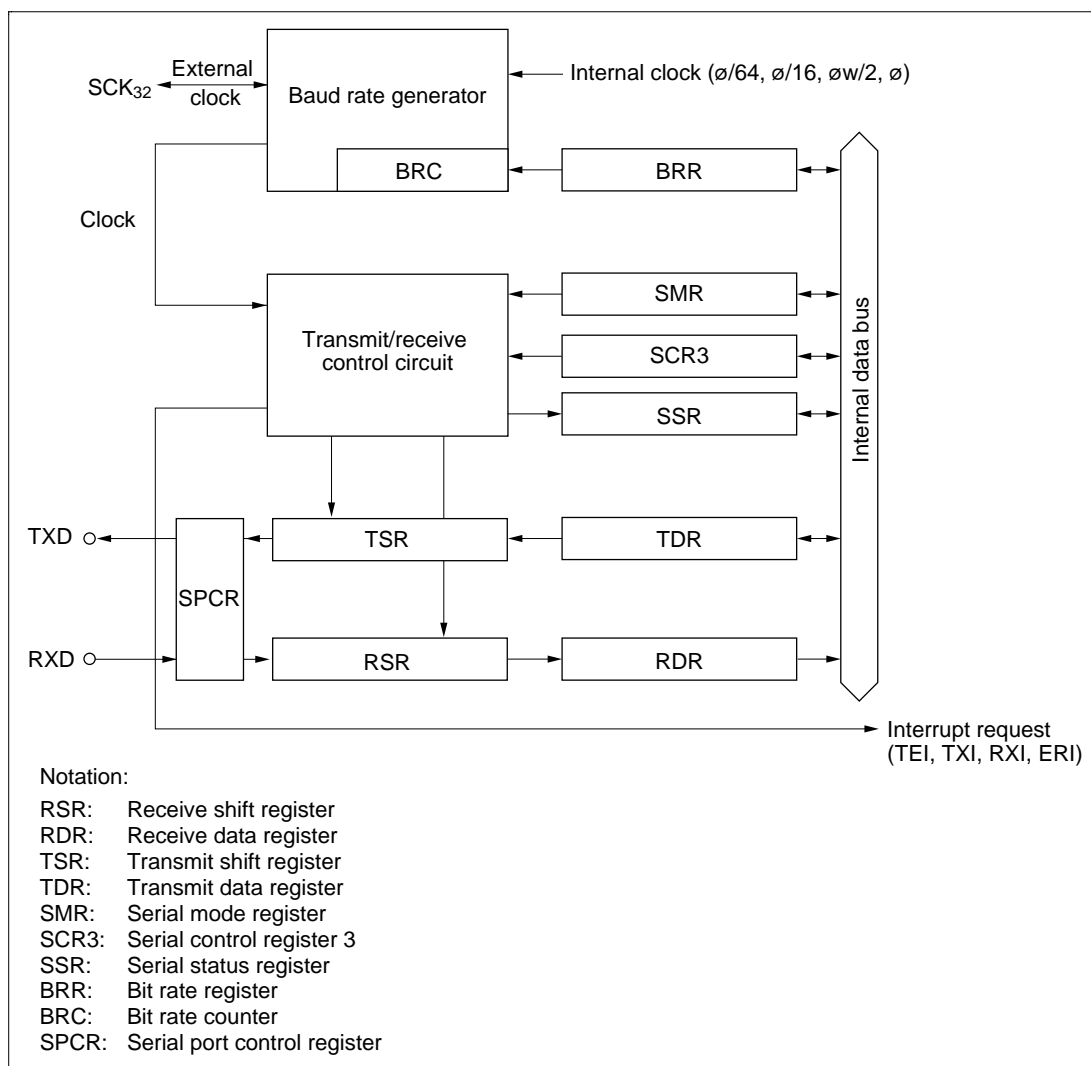 External
SCK32
clock
Baud rate generator
Internal clock (ø/64, ø/16, øw/2, ø)
BRC
BRR
Clock
Transmit/receive
control circuit
SMR
SCR3
SSR
Internal data bus
TXD
TSR
TDR
SPCR
RXD
RSR
RDR
Interrupt request
(TEI, TXI, RXI, ERI)
Notation:
RSR: Receive shift register
RDR: Receive data register
TSR: Transmit shift register
TDR: Transmit data register
SMR: Serial mode register
SCR3: Serial control register 3
SSR: Serial status register
BRR: Bit rate register
BRC: Bit rate counter
SPCR: Serial port control register